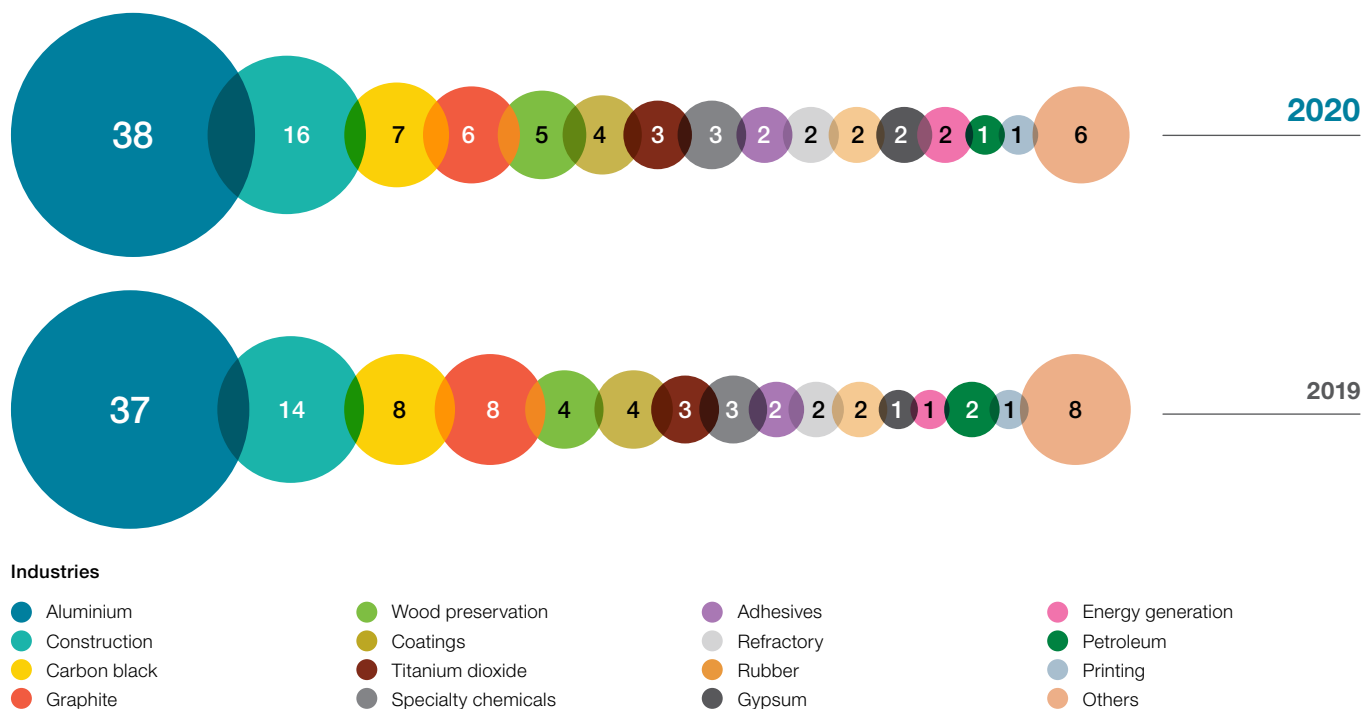 38 16 7 6 5 4 3 3 2 2 2 2 2 1 1 6
2020
37 14 8 8 4 4 3 3 2 2 2 1 1 2 1 8
2019
Industries
Aluminium
Construction
Carbon black
Graphite
Wood preservation
Coatings
Titanium dioxide
Specialty chemicals
Adhesives
Refractory
Rubber
Gypsum
Energy generation
Petroleum
Printing
Others